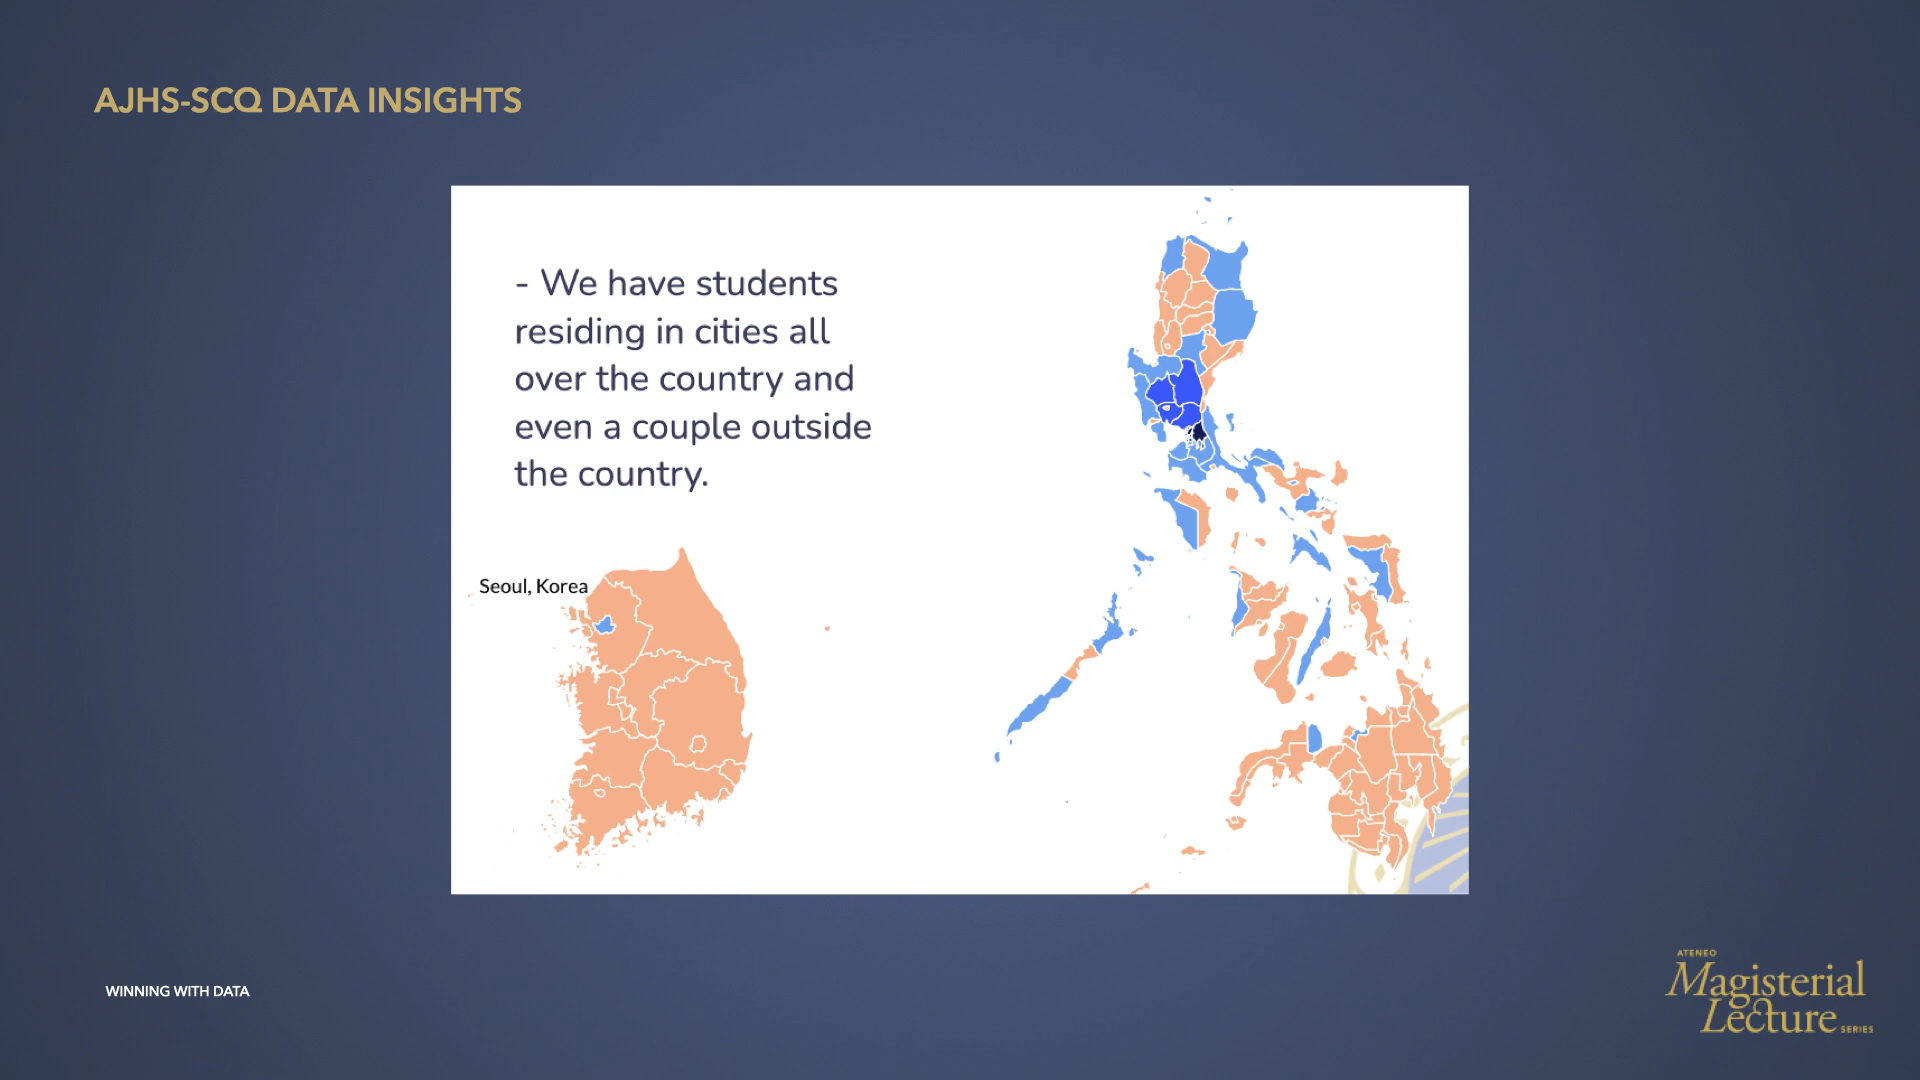 AJHS-SCQ DATA INSIGHTS
- We have students
residing in cities all
over the country and
even a couple outside
the country.
Seoul, Korea
WINNING WITH DATA
ATENEO
Magisterial
Lecture SERIES